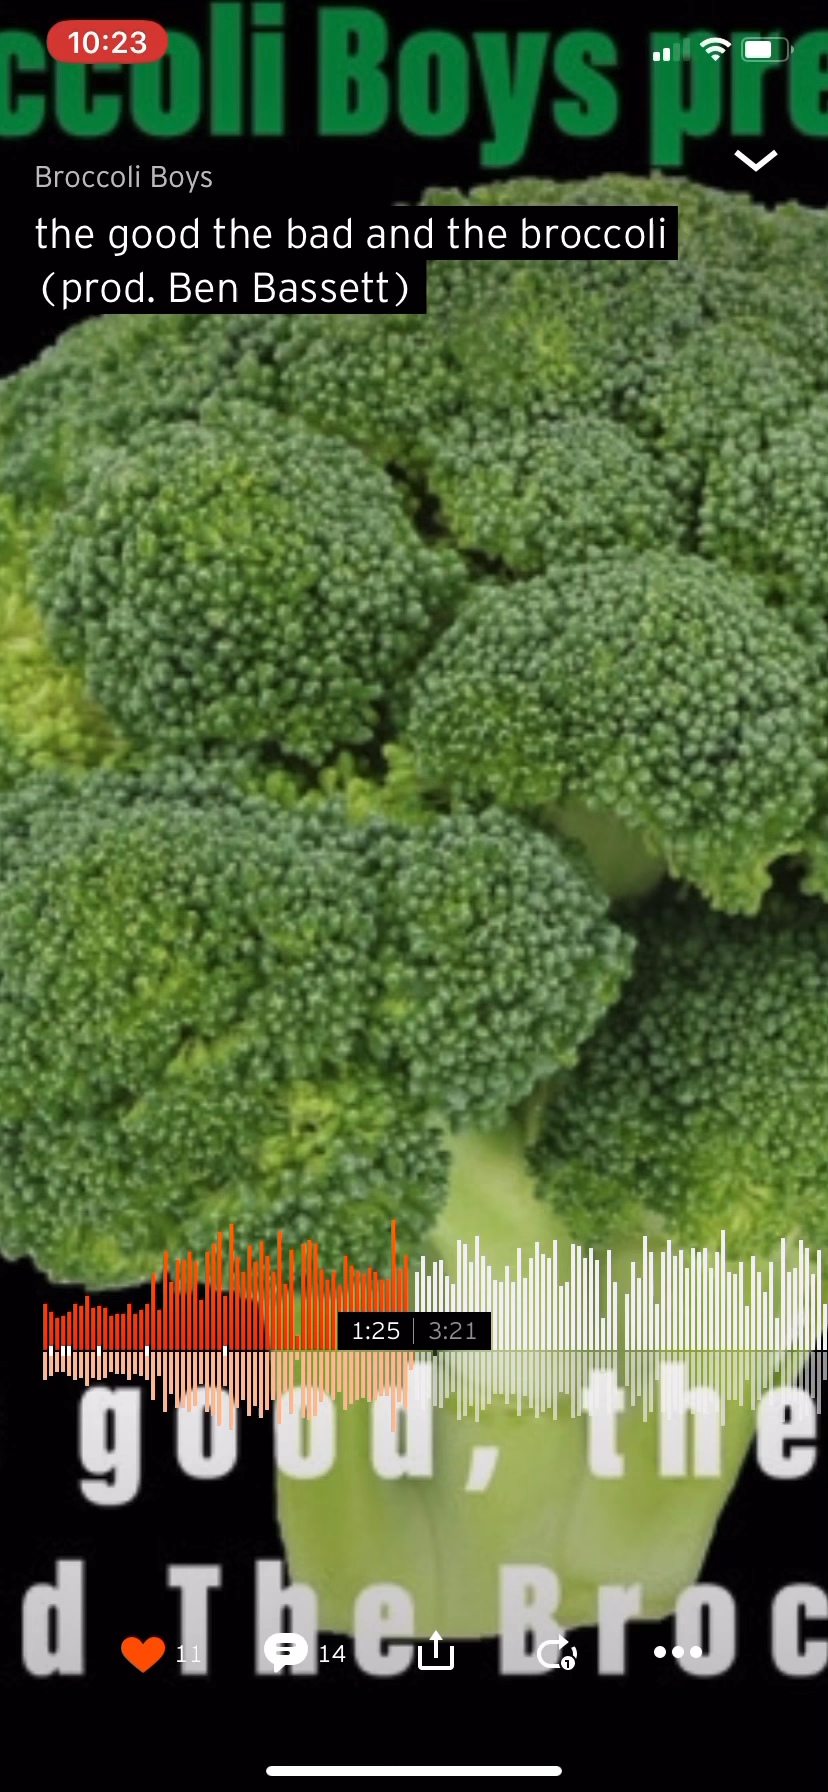 ccoli Boys pre
10:23
Broccoli Boys
the good the bad and the broccoli
(prod. Ben Bassett)
1:25 | 3:21
good, the
d The Broc
11
14
1